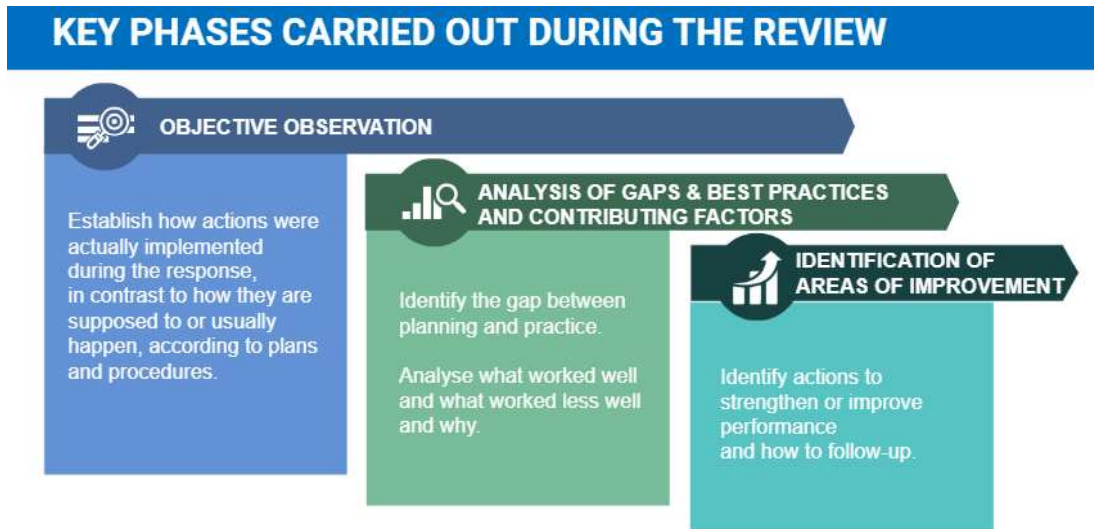 KEY PHASES CARRIED OUT DURING THE REVIEW
OBJECTIVE OBSERVATION
Establish how actions were
actually implemented
during the response,
in contrast to how they are
supposed to or usually
happen, according to plans
and procedures.
ANALYSIS OF GAPS & BEST PRACTICES
AND CONTRIBUTING FACTORS
Identify the gap between
planning and practice.
Analyse what worked well
and what worked less well
and why.
IDENTIFICATION OF
AREAS OF IMPROVEMENT
Identify actions to
strengthen or improve
performance
and how to follow-up.